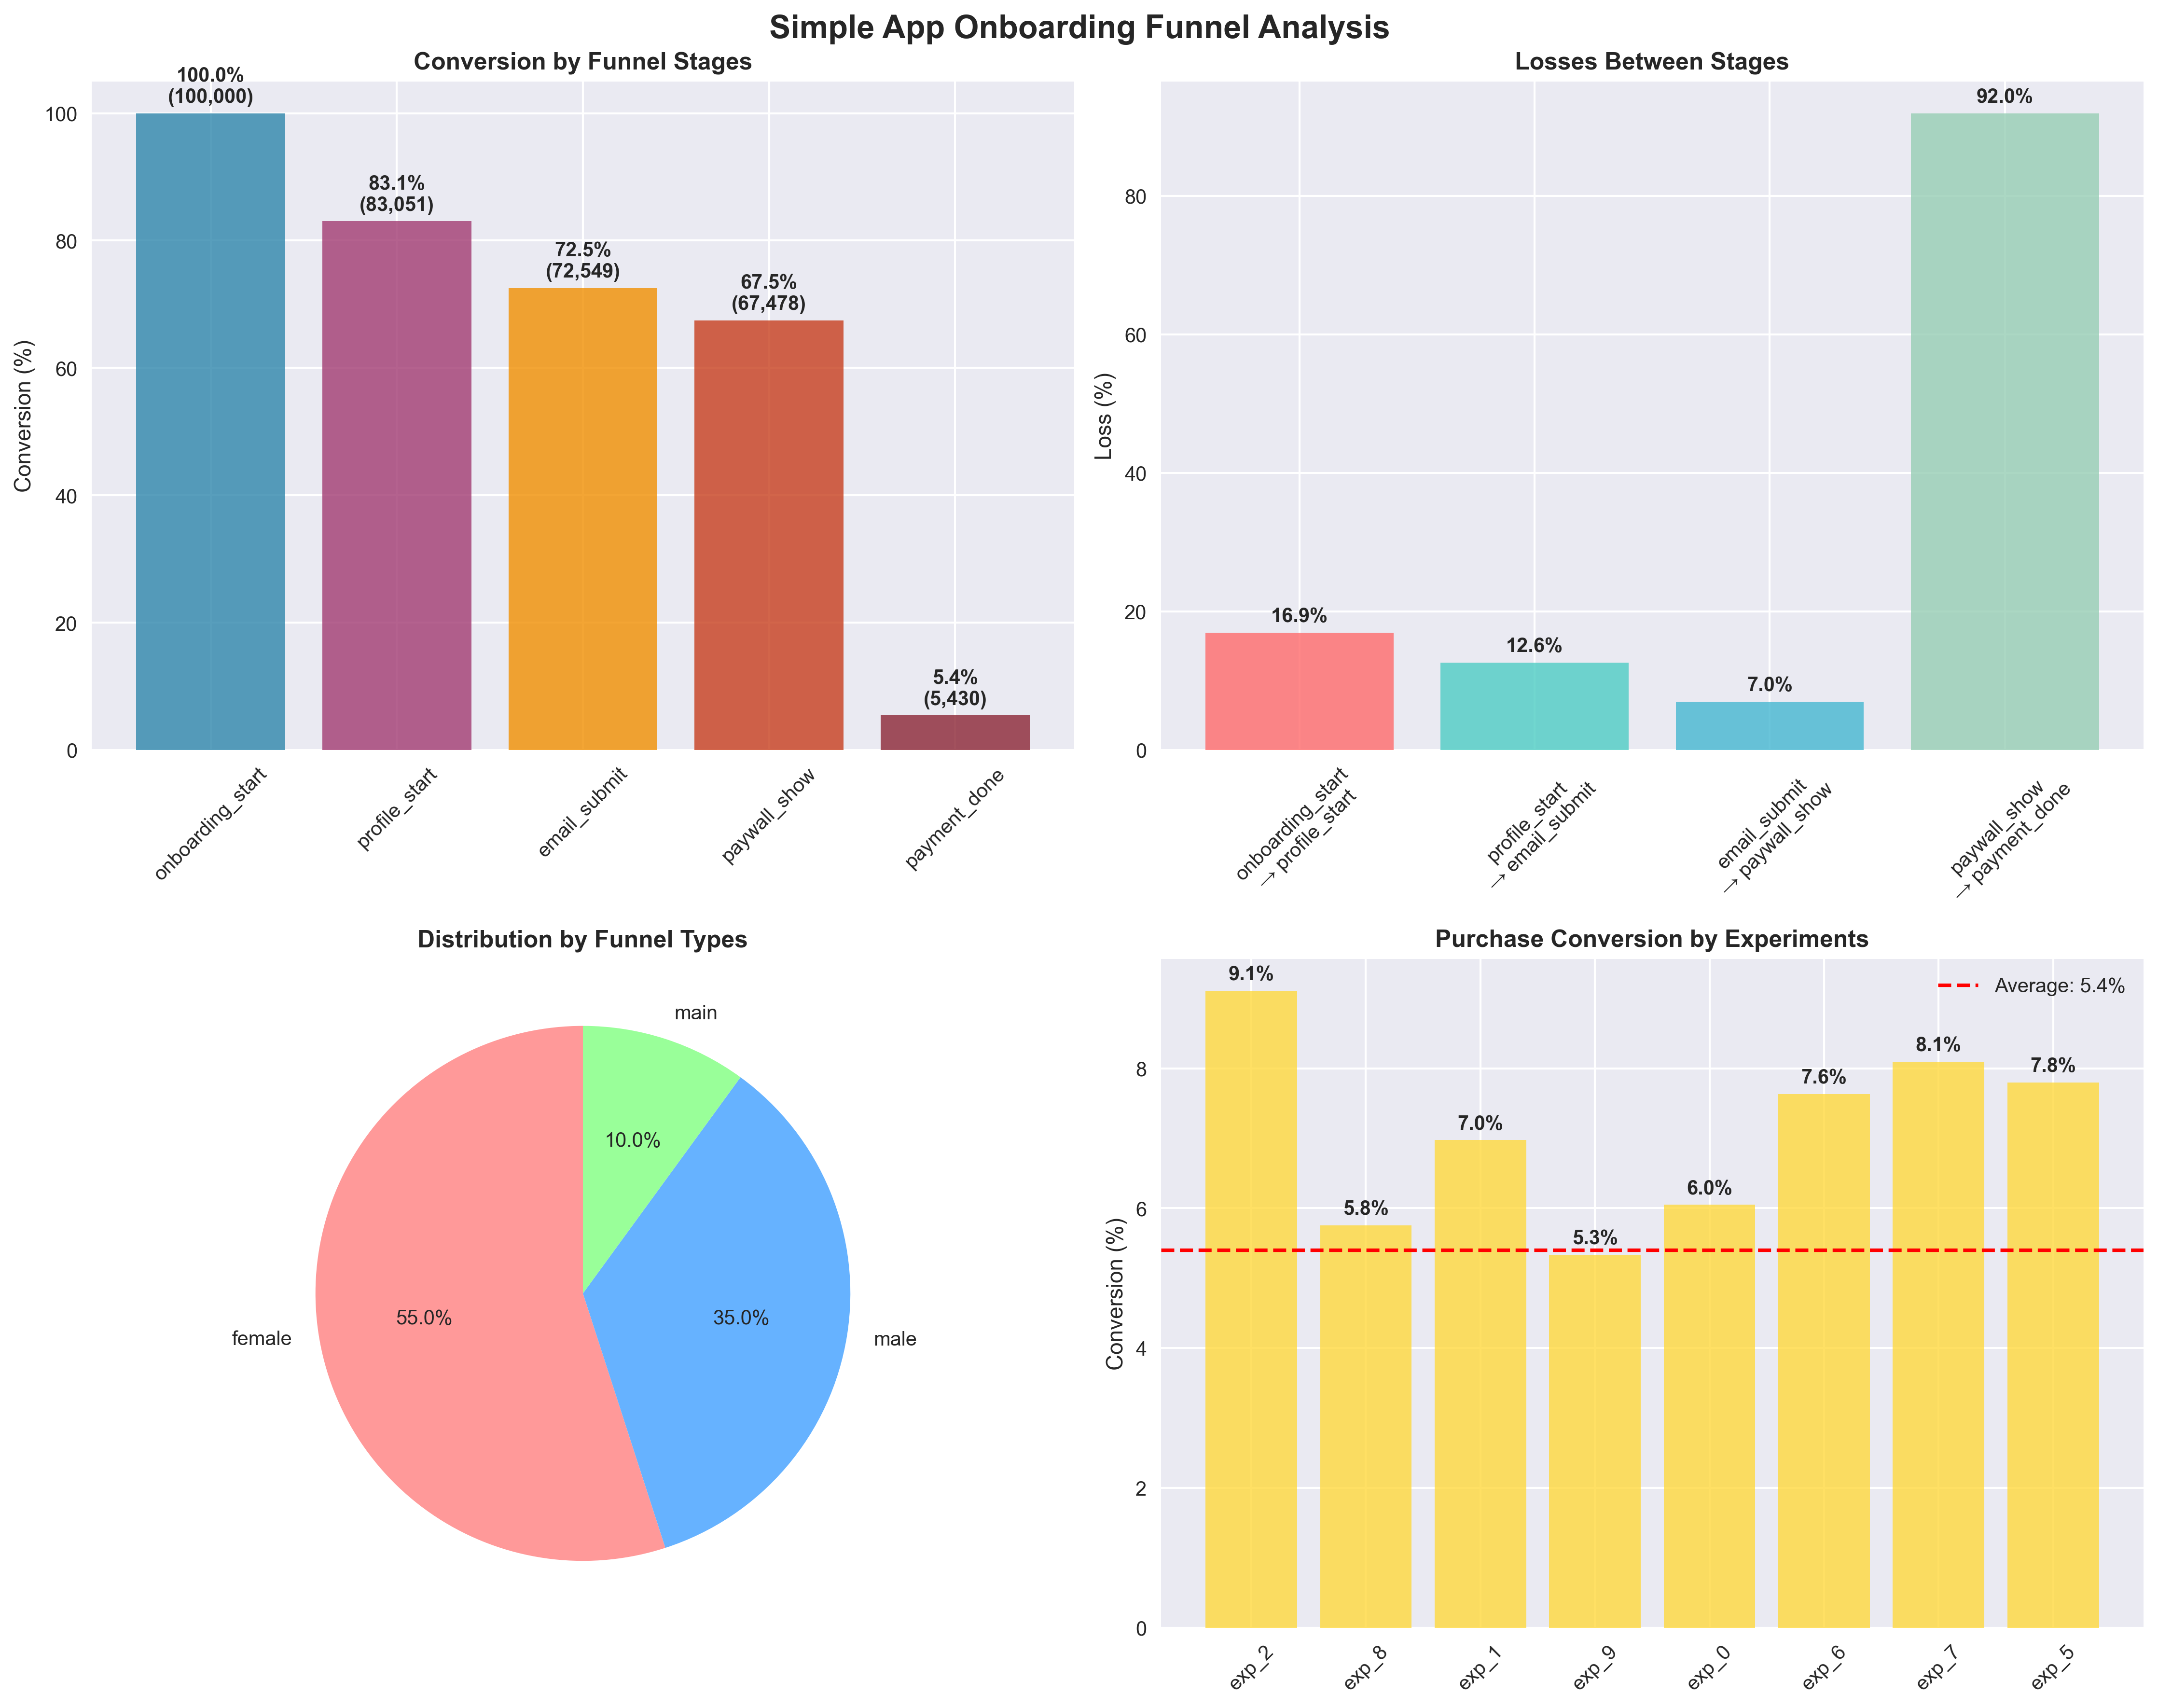 Simple App Onboarding Funnel Analysis
Conversion by Funnel Stages
100.0%
(100,000)
83.1%
(83,051)
72.5%
(72,549)
67.5%
(67,478)
5.4%
(5,430)
Conversion (%)
100
80
60
40
20
0
onboarding_start
profile_start
email_submit
paywall_show
payment_done
Losses Between Stages
16.9%
12.6%
7.0%
92.0%
Loss (%)
80
60
40
20
0
onboarding_start
→ profile_start
profile_start
→ email_submit
email_submit
→ paywall_show
paywall_show
→ payment_done
Distribution by Funnel Types
main
10.0%
55.0%
35.0%
female
male
Purchase Conversion by Experiments
Average: 5.4%
9.1%
5.8%
7.0%
5.3%
6.0%
7.6%
8.1%
7.8%
Conversion (%)
8
6
4
2
0
exp_2
exp_8
exp_1
exp_9
exp_0
exp_6
exp_7
exp_5